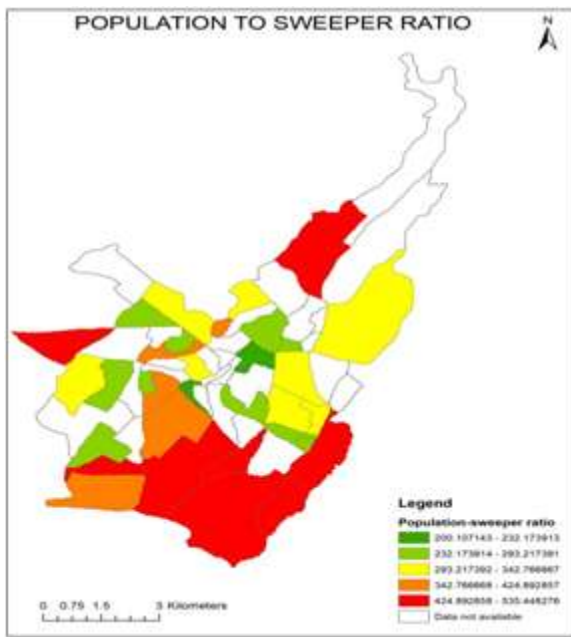 POPULATION TO SWEEPER RATIO
N
Legend
Population-sweeper ratio
200.107143 - 232.173913
232.173914 - 293.217391
293.217392 - 342.766667
342.766668 - 424.892857
424.892858 - 535.448276
Data not available
0 0.75 1.5 3 Kilometers